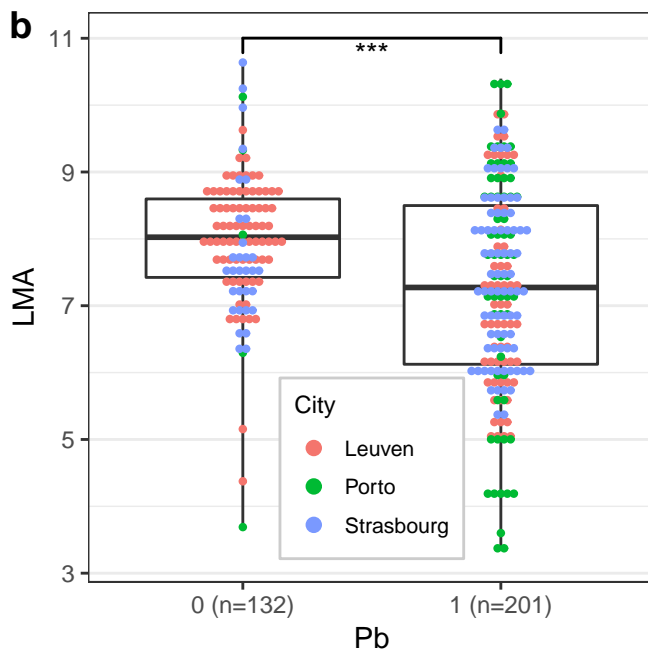 b
***
11
9
7
5
3
LMA
City
Leuven
Porto
Strasbourg
0 (n=132)
1 (n=201)
Pb